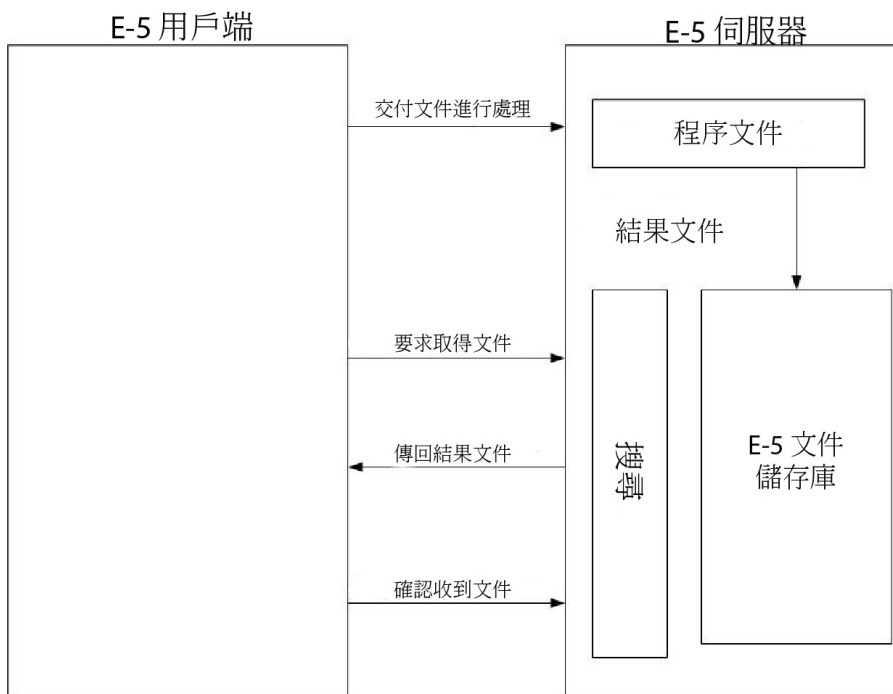 E-5 用戶端
E-5 伺服器
交付文件進行處理
程序文件
結果文件
要求取得文件
傳回結果文件
搜尋
E-5 文件
儲存庫
確認收到文件